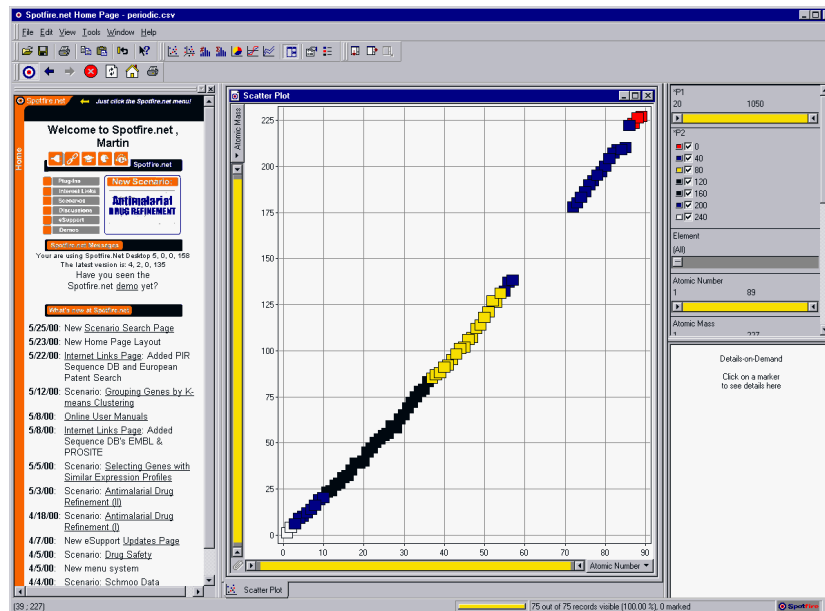 Spotfire.net Home Page - periodic.csv
File Edit View Tools Window Help
Spotfire.net
Just click the Spotfire.net menu!
Home
Welcome to Spotfire.net ,
Martin
Spotfire.net
Plug-Ins
Internet Links
Scenarios
Discussions
eSupport
Demos
New Scenario:
Antimalarial
DRUG REFINEMENT
Spotfire.net Messages
Your are using Spotfire.Net Desktop 5, 0, 0, 158
The latest version is: 4, 2, 0, 135
Have you seen the
Spotfire.net demo yet?
What's new at Spotfire.net
5/25/00: New Scenario Search Page
5/23/00: New Home Page Layout
5/22/00: Internet Links Page: Added PIR
Sequence DB and European
Patent Search
5/12/00: Scenario: Grouping Genes by K-
means Clustering
5/8/00: Online User Manuals
5/8/00: Internet Links Page: Added
Sequence DB's EMBL &
PROSITE
5/5/00: Scenario: Selecting Genes with
Similar Expression Profiles
5/3/00: Scenario: Antimalarial Drug
Refinement (II)
4/18/00: Scenario: Antimalarial Drug
Refinement (I)
4/7/00: New eSupport Updates Page
4/5/00: Scenario: Drug Safety
4/5/00: New menu system
4/4/00: Scenario: Schmoo Data
Scatter Plot
Atomic Mass
225
200
175
150
125
100
75
50
25
0
0 10 20 30 40 50 60 70 80 90
Atomic Number
Scatter Plot
*P1
20 1050
*P2
0
40
80
120
160
200
240
Element
(All)
Atomic Number
1 89
Atomic Mass
1 227
Details-on-Demand
Click on a marker
to see details here
(39 ; 227)
75 out of 75 records visible (100.00 %), 0 marked
Spotfire